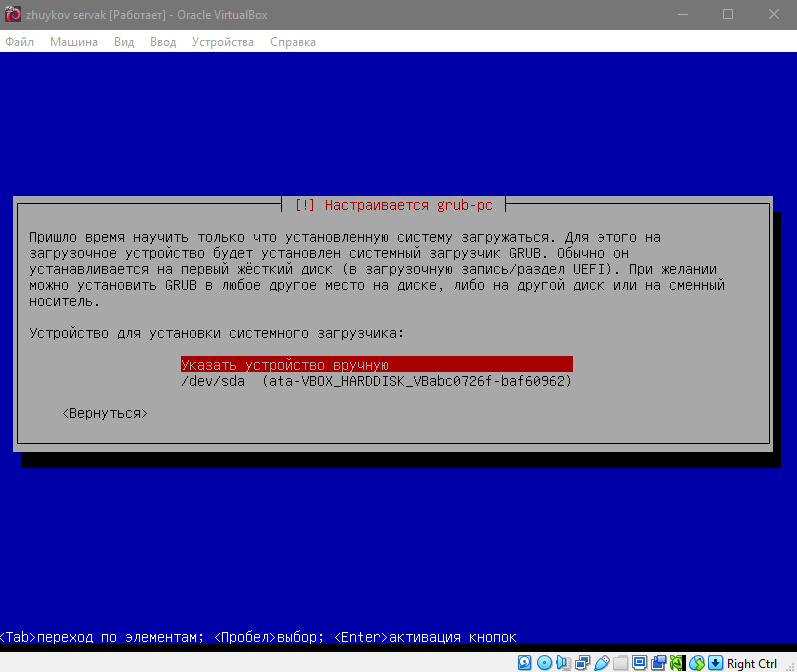 zhuykov servak [Работает] - Oracle VirtualBox
Файл Машина Вид Ввод Устройства Справка
[!] Настраивается grub-pc
Пришло время научить только что установленную систему загружаться. Для этого на
загрузочное устройство будет установлен системный загрузчик GRUB. Обычно он
устанавливается на первый жёсткий диск (в загрузочную запись/раздел UEFI). При желании
можно установить GRUB в любое другое место на диске, либо на другой диск или на сменный
носитель.
Устройство для установки системного загрузчика:
Указать устройство вручную
/dev/sda (ata-VBOX_HARDDISK_VBabc0726f-baf60962)
<Вернуться>
<Tab>переход по элементам; <Пробел>выбор; <Enter>активация кнопок
Right Ctrl